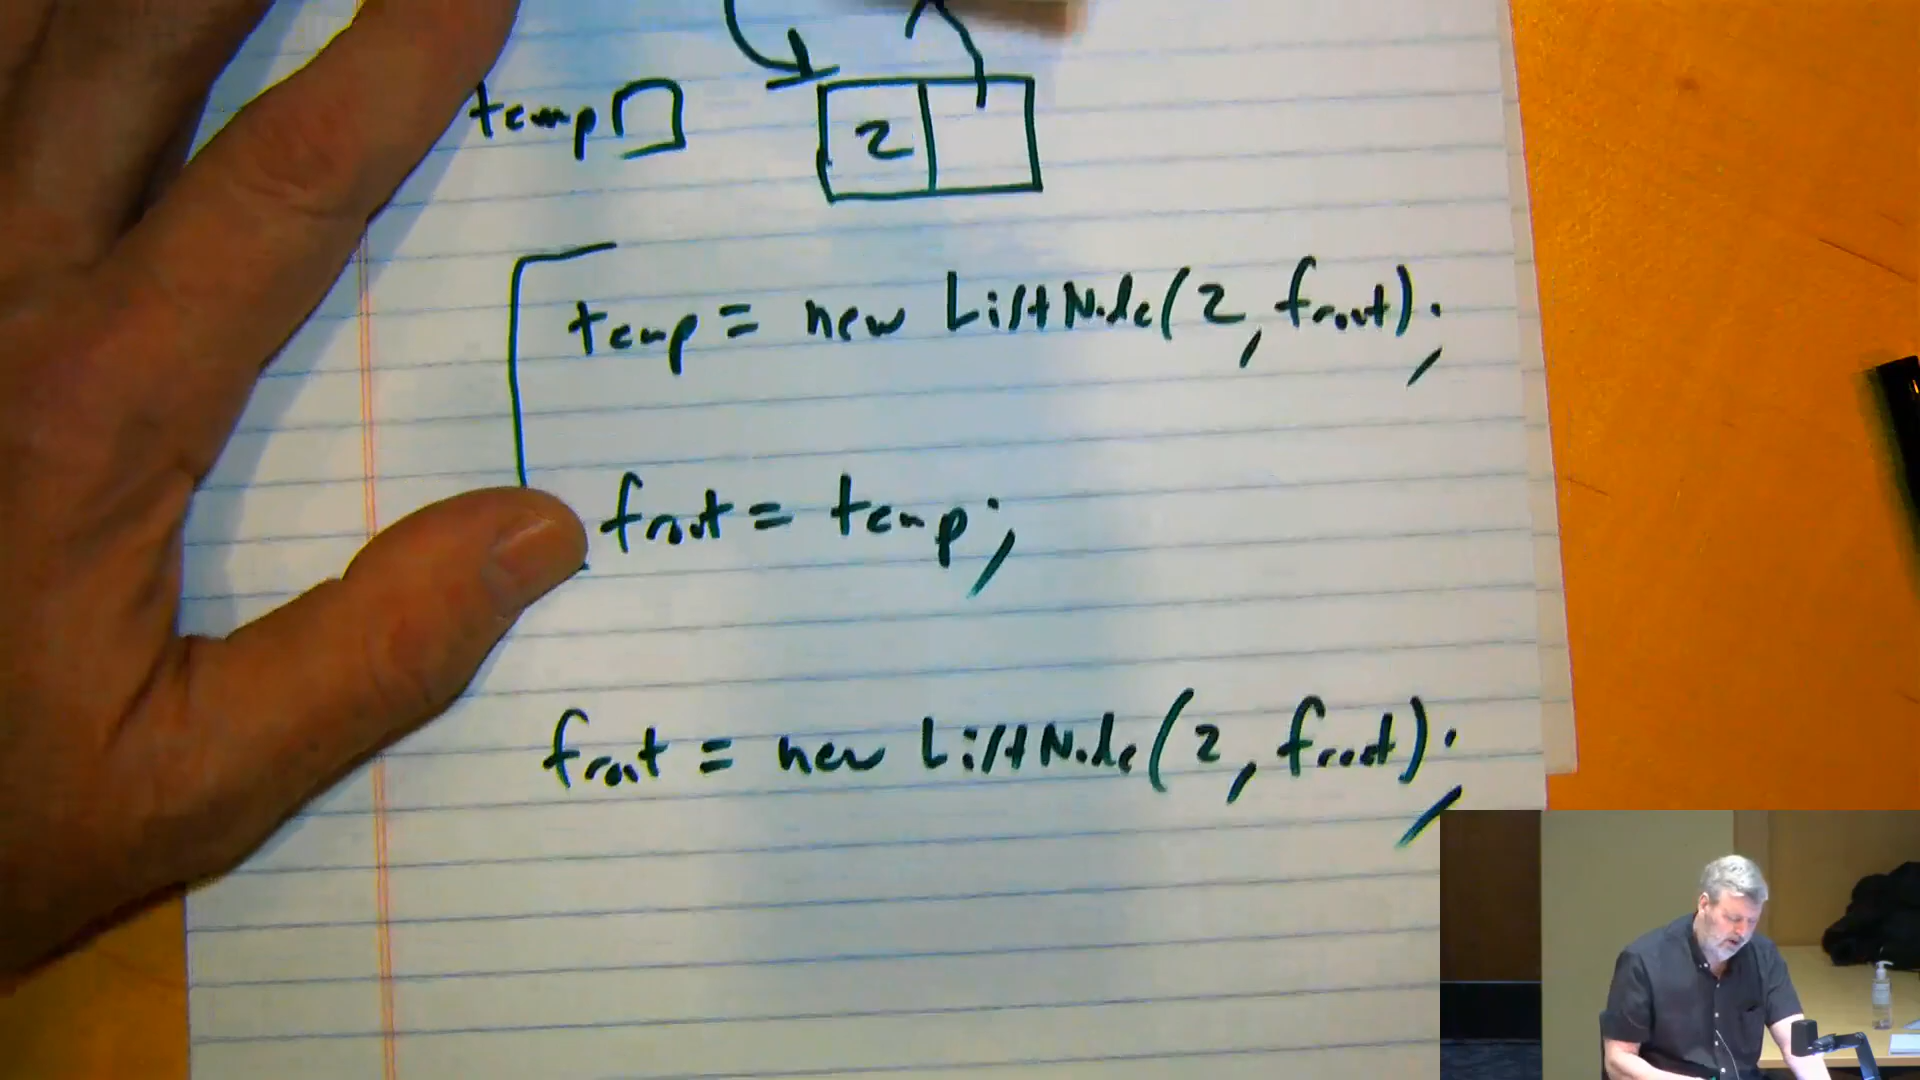 temp
2
temp = new ListNode(2, front);
front = temp;
front = new ListNode(2, front);